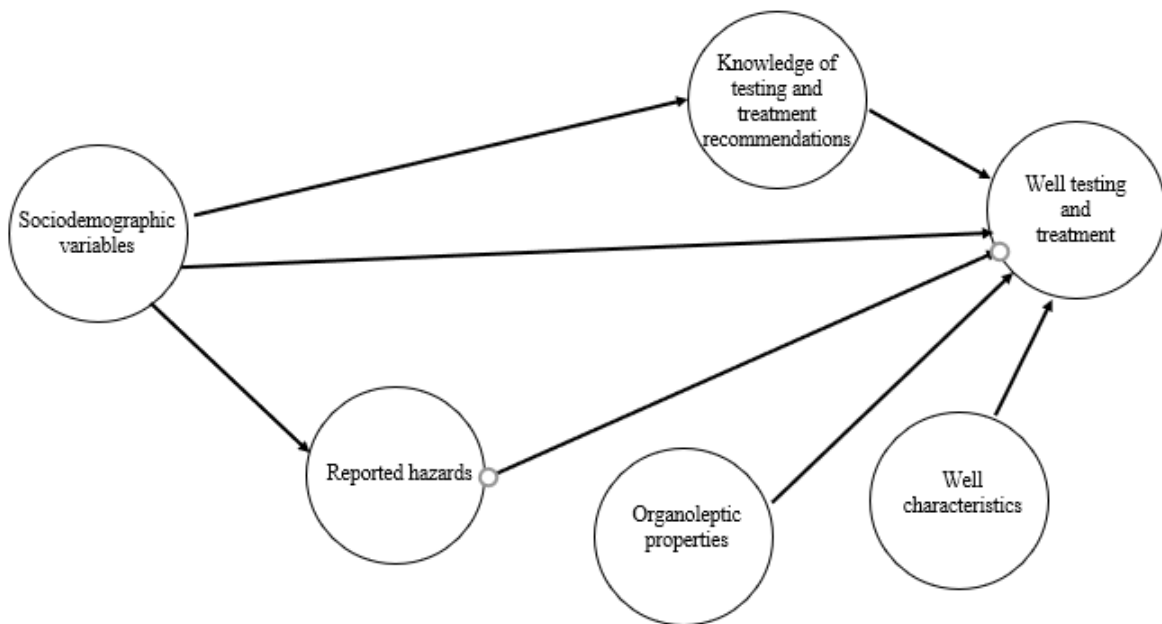 Knowledge of
testing and
treatment
recommendations
Well testing
and
treatment
Sociodemographic
variables
Reported hazards
Organoleptic
properties
Well
characteristics